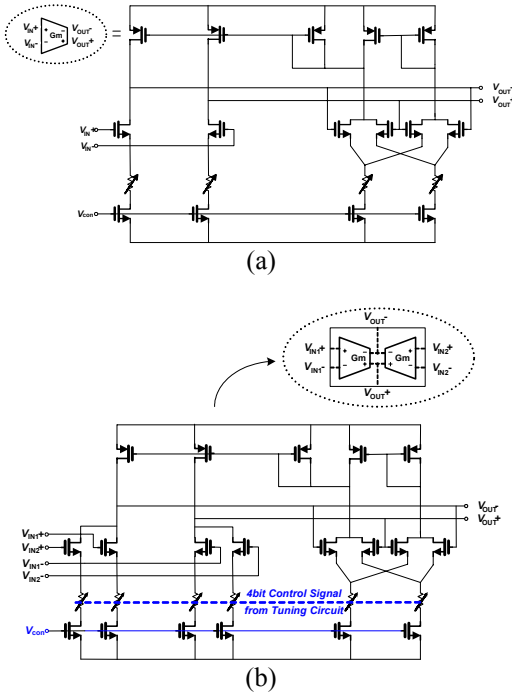 VIN+ + Gm − VOUT-
VIN- − + VOUT+
=
VOUT-
VOUT+
VIN+
VIN-
Vcon
(a)
VOUT-
VIN1+ + Gm − − Gm + VIN2+
VIN1- − + + − VIN2-
VOUT+
VOUT-
VOUT+
VIN1+
VIN2+
VIN1-
VIN2-
4bit Control Signal
from Tuning Circuit
Vcon
(b)